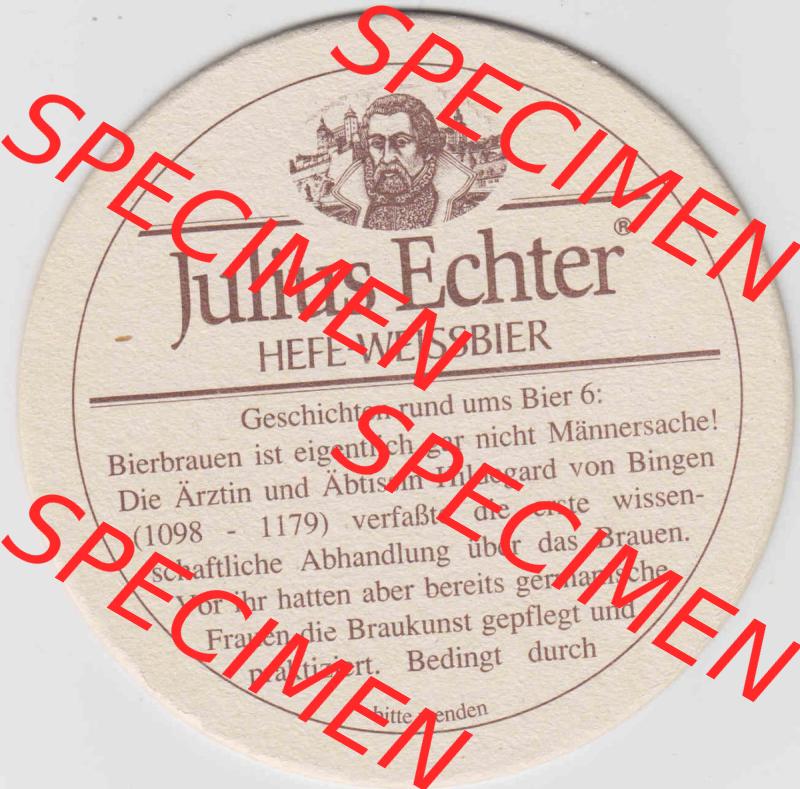 Julius Echter®
HEFE-WEISSBIER
Geschichten rund ums Bier 6:
Bierbrauen ist eigentlich gar nicht Männersache!
Die Ärztin und Äbtissin Hildegard von Bingen
(1098 - 1179) verfaßte die erste wissen-
schaftliche Abhandlung über das Brauen.
Vor ihr hatten aber bereits germanische
Frauen die Braukunst gepflegt und
praktiziert. Bedingt durch
bitte wenden
SPECIMEN
SPECIMEN
SPECIMEN
SPECIMEN